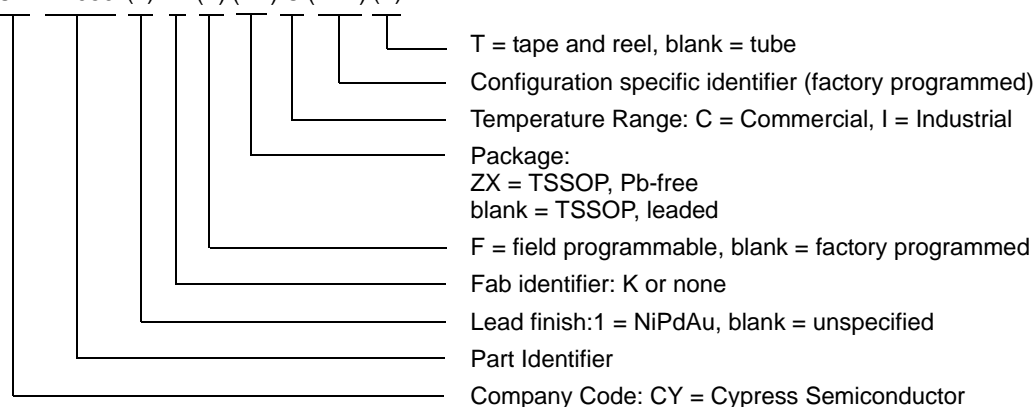 T = tape and reel, blank = tube
Configuration specific identifier (factory programmed)
Temperature Range: C = Commercial, I = Industrial
Package:
ZX = TSSOP, Pb-free
blank = TSSOP, leaded
F = field programmable, blank = factory programmed
Fab identifier: K or none
Lead finish:1 = NiPdAu, blank = unspecified
Part Identifier
Company Code: CY = Cypress Semiconductor